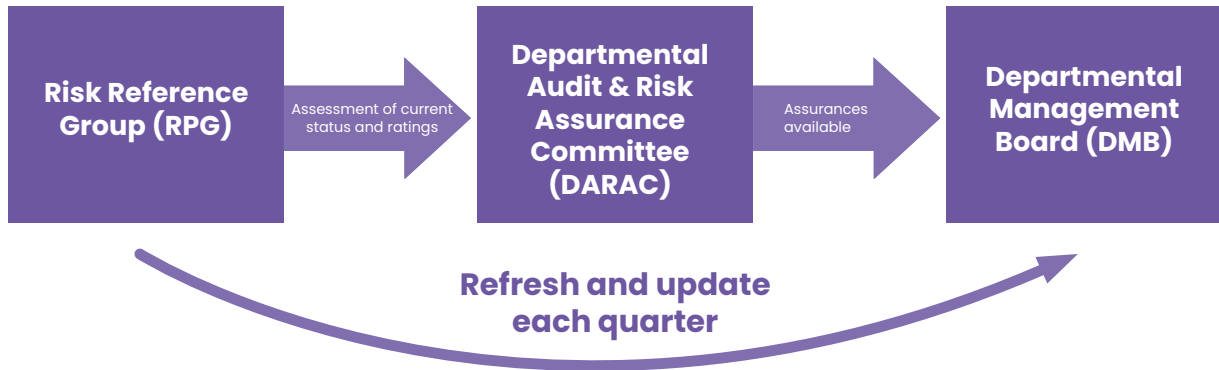 Risk Reference
Group (RPG)
Assessment of current
status and ratings
Departmental
Audit & Risk
Assurance
Committee
(DARAC)
Assurances
available
Departmental
Management
Board (DMB)
Refresh and update
each quarter